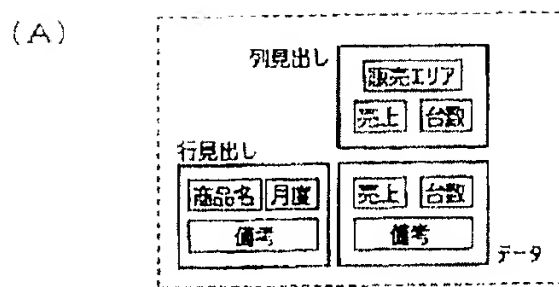 (A)
列見出し
販売エリア
売上 台数
行見出し
商品名 月度 売上 台数
備考 備考
データ